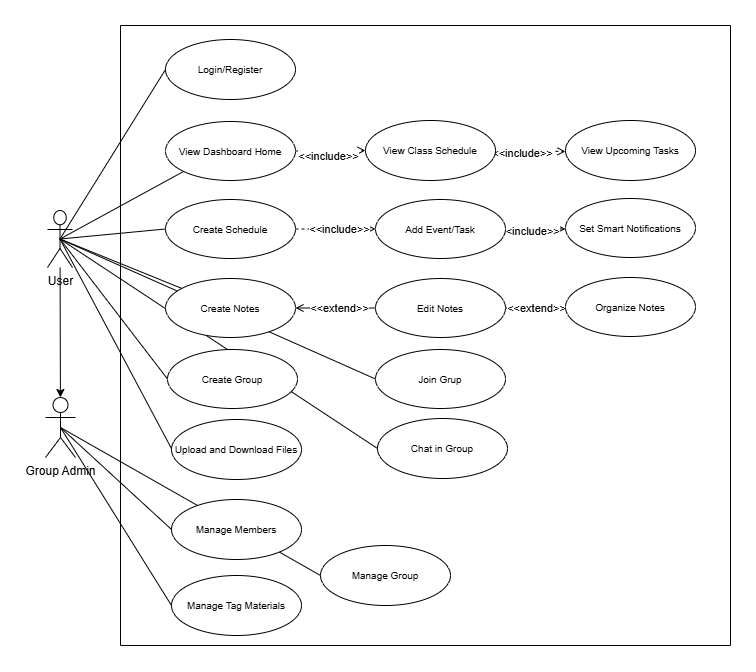 Login/Register
View Dashboard Home
<<include>>
View Class Schedule
<<include>>
View Upcoming Tasks
Create Schedule
<<include>>
Add Event/Task
<<include>>
Set Smart Notifications
User
Create Notes
<<extend>>
Edit Notes
<<extend>>
Organize Notes
Create Group
Join Grup
Upload and Download Files
Chat in Group
Group Admin
Manage Members
Manage Group
Manage Tag Materials